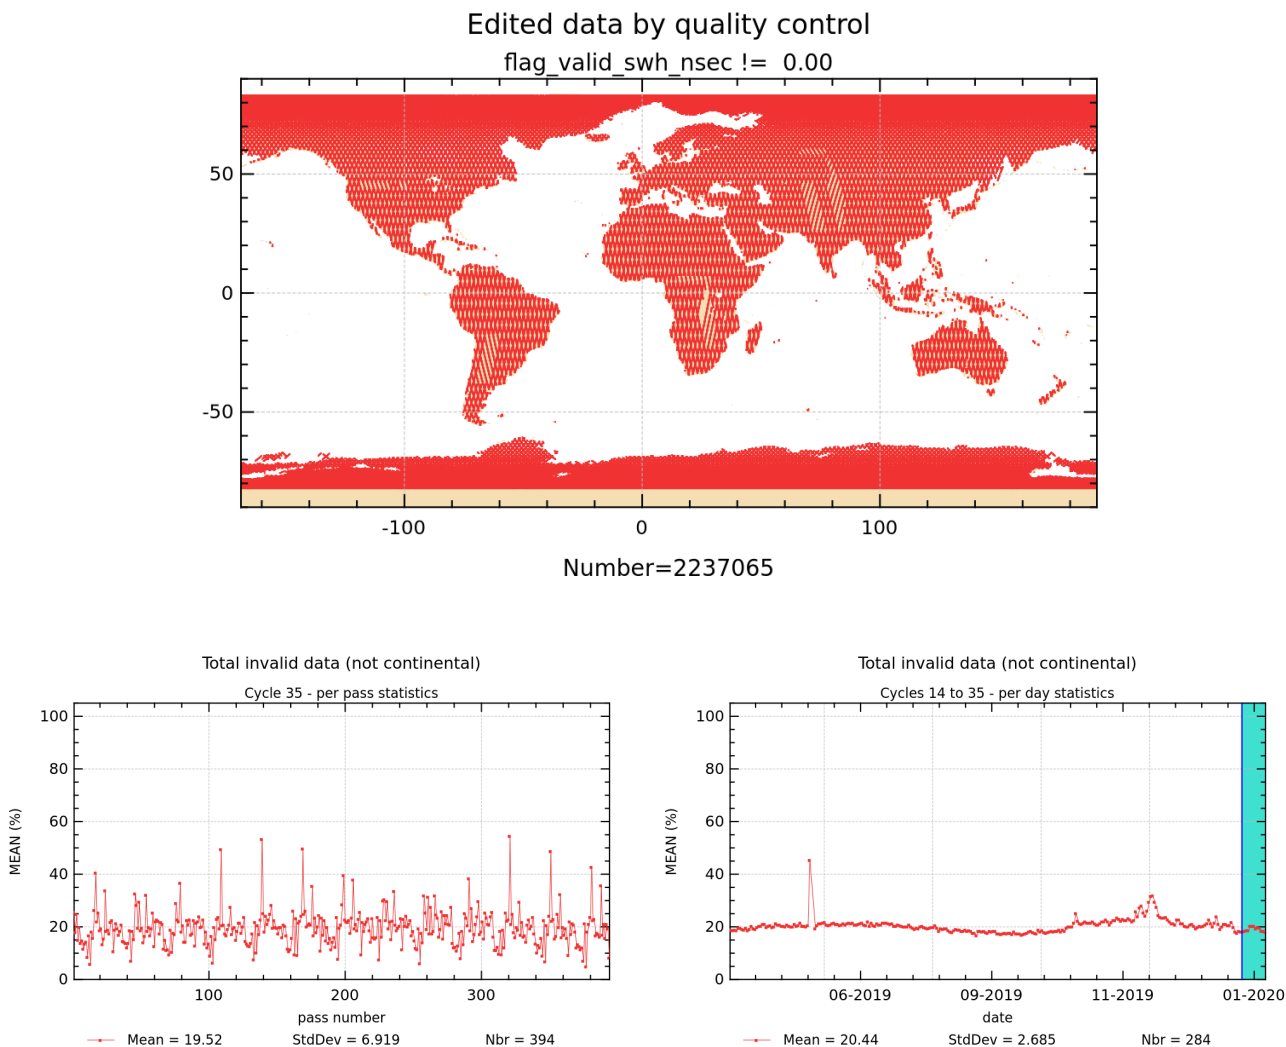 Edited data by quality control
flag_valid_swh_nsec !=  0.00
50
0
-50
-100 0 100
Number=2237065
Total invalid data (not continental)
Cycle 35 - per pass statistics
MEAN (%)
100
80
60
40
20
0
100 200 300
pass number
Mean = 19.52 StdDev = 6.919 Nbr = 394
Total invalid data (not continental)
Cycles 14 to 35 - per day statistics
MEAN (%)
100
80
60
40
20
0
06-2019 09-2019 11-2019 01-2020
date
Mean = 20.44 StdDev = 2.685 Nbr = 284